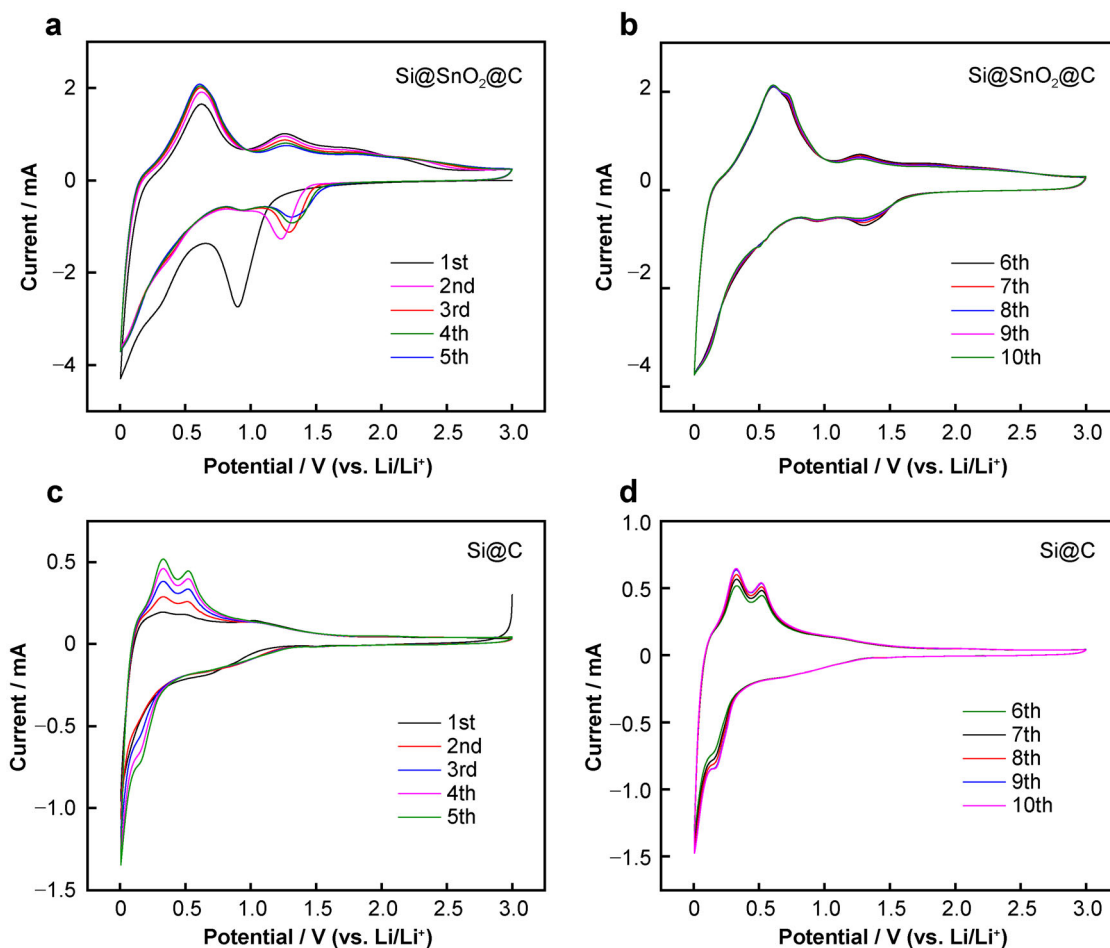 a
Si@SnO₂@C
2
0
−2
−4
Current / mA
1st
2nd
3rd
4th
5th
0 0.5 1.0 1.5 2.0 2.5 3.0
Potential / V (vs. Li/Li⁺)
b
Si@SnO₂@C
2
0
−2
−4
Current / mA
6th
7th
8th
9th
10th
0 0.5 1.0 1.5 2.0 2.5 3.0
Potential / V (vs. Li/Li⁺)
c
Si@C
0.5
0
−0.5
−1.0
−1.5
Current / mA
1st
2nd
3rd
4th
5th
0 0.5 1.0 1.5 2.0 2.5 3.0
Potential / V (vs. Li/Li⁺)
d
Si@C
1.0
0.5
0
−0.5
−1.0
−1.5
Current / mA
6th
7th
8th
9th
10th
0 0.5 1.0 1.5 2.0 2.5 3.0
Potential / V (vs. Li/Li⁺)